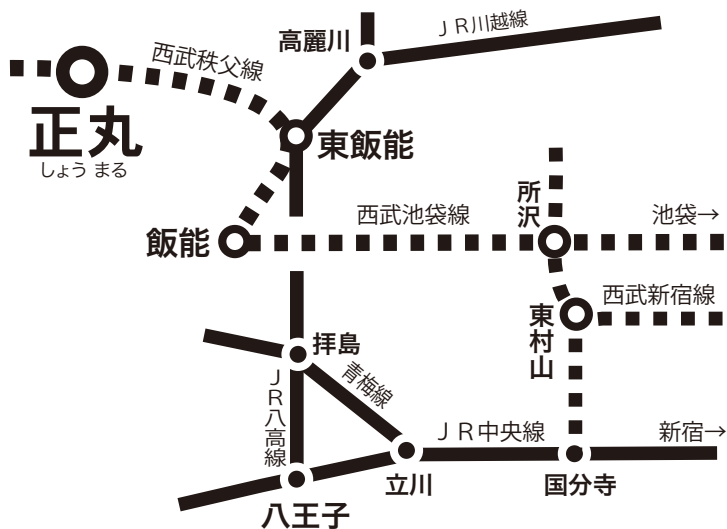 ＪＲ川越線
高麗川
西武秩父線
正丸
しょう まる
東飯能
所沢
飯能
西武池袋線
池袋→
西武新宿線
東村山
拝島
青梅線
ＪＲ八高線
ＪＲ中央線
新宿→
立川
国分寺
八王子